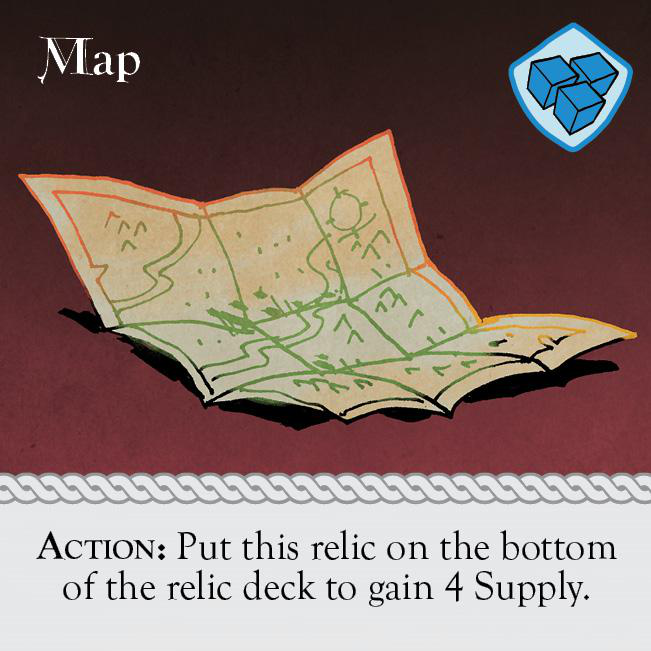 Map
ACTION: Put this relic on the bottom
of the relic deck to gain 4 Supply.